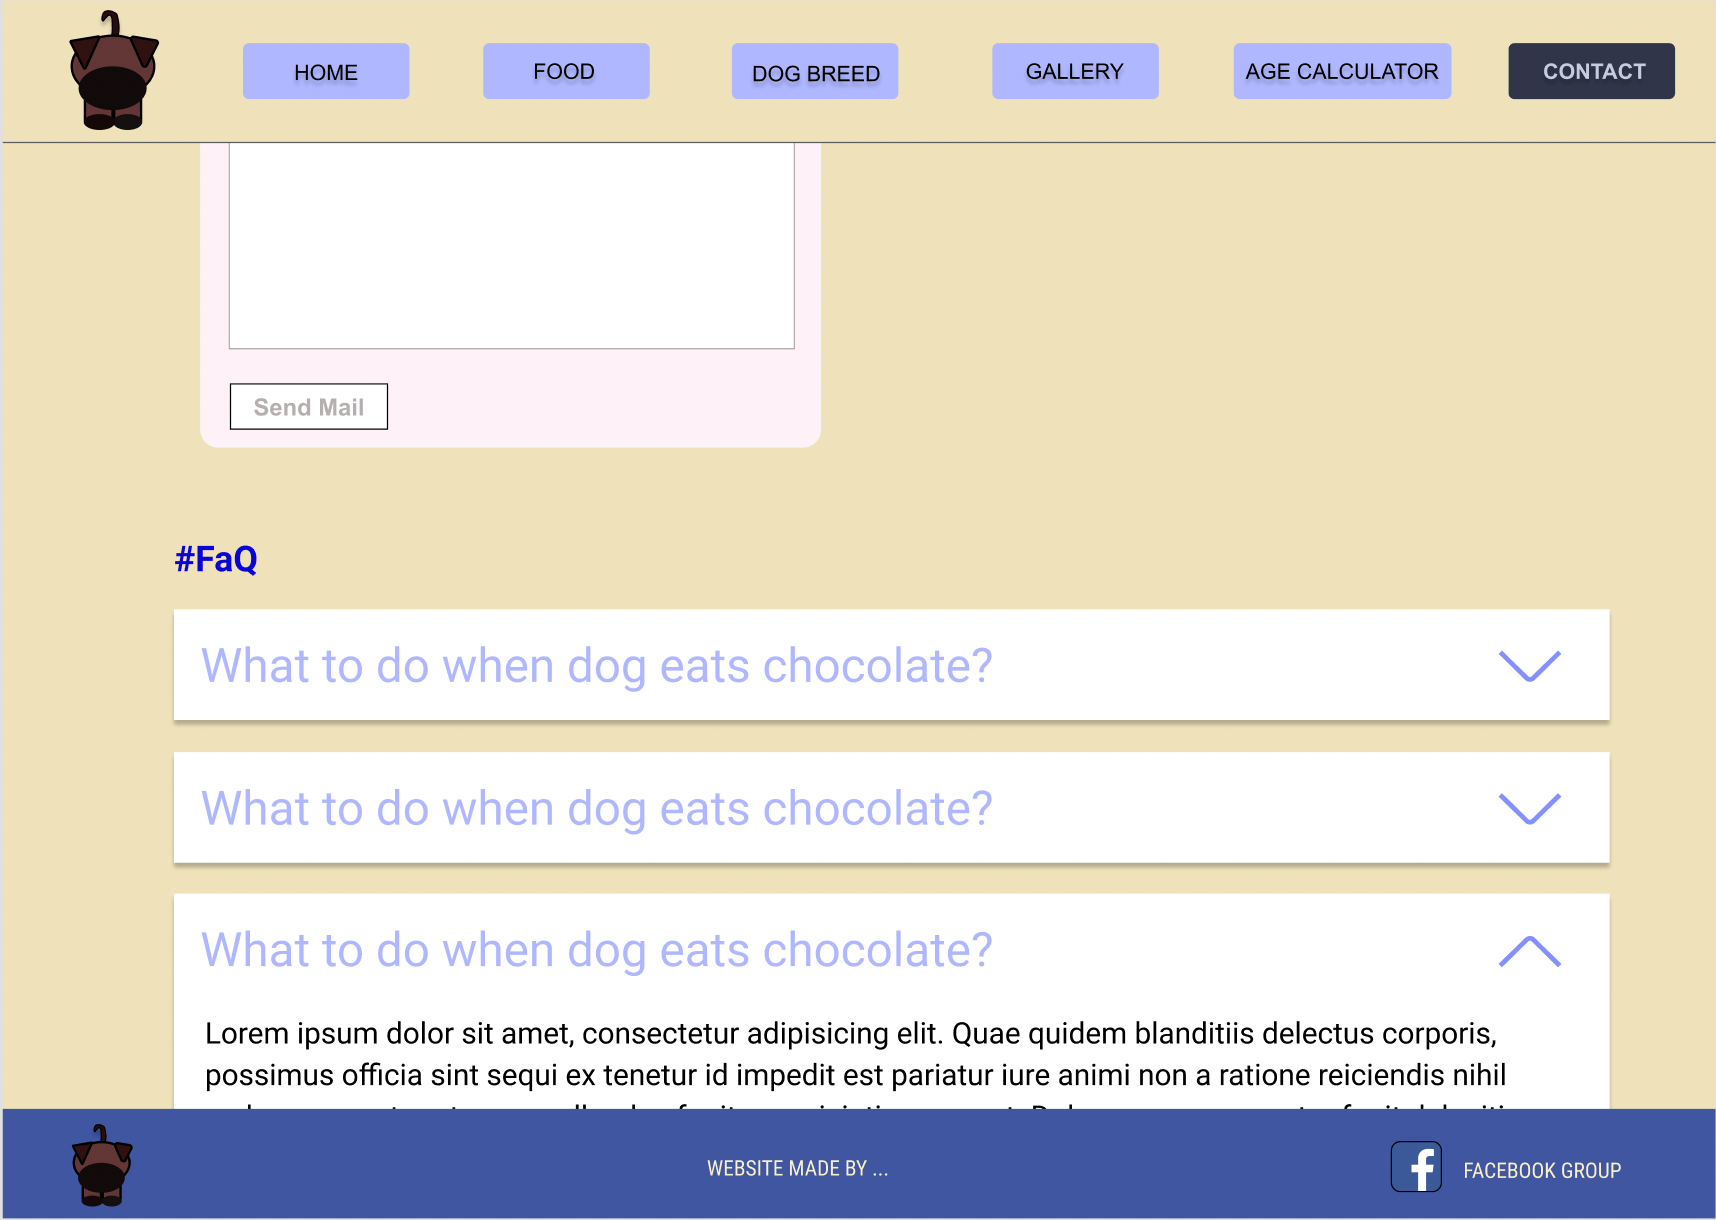 HOME
FOOD
DOG BREED
GALLERY
AGE CALCULATOR
CONTACT
Send Mail
#FaQ
What to do when dog eats chocolate?
What to do when dog eats chocolate?
What to do when dog eats chocolate?
Lorem ipsum dolor sit amet, consectetur adipisicing elit. Quae quidem blanditiis delectus corporis,
possimus officia sint sequi ex tenetur id impedit est pariatur iure animi non a ratione reiciendis nihil
WEBSITE MADE BY ...
FACEBOOK GROUP